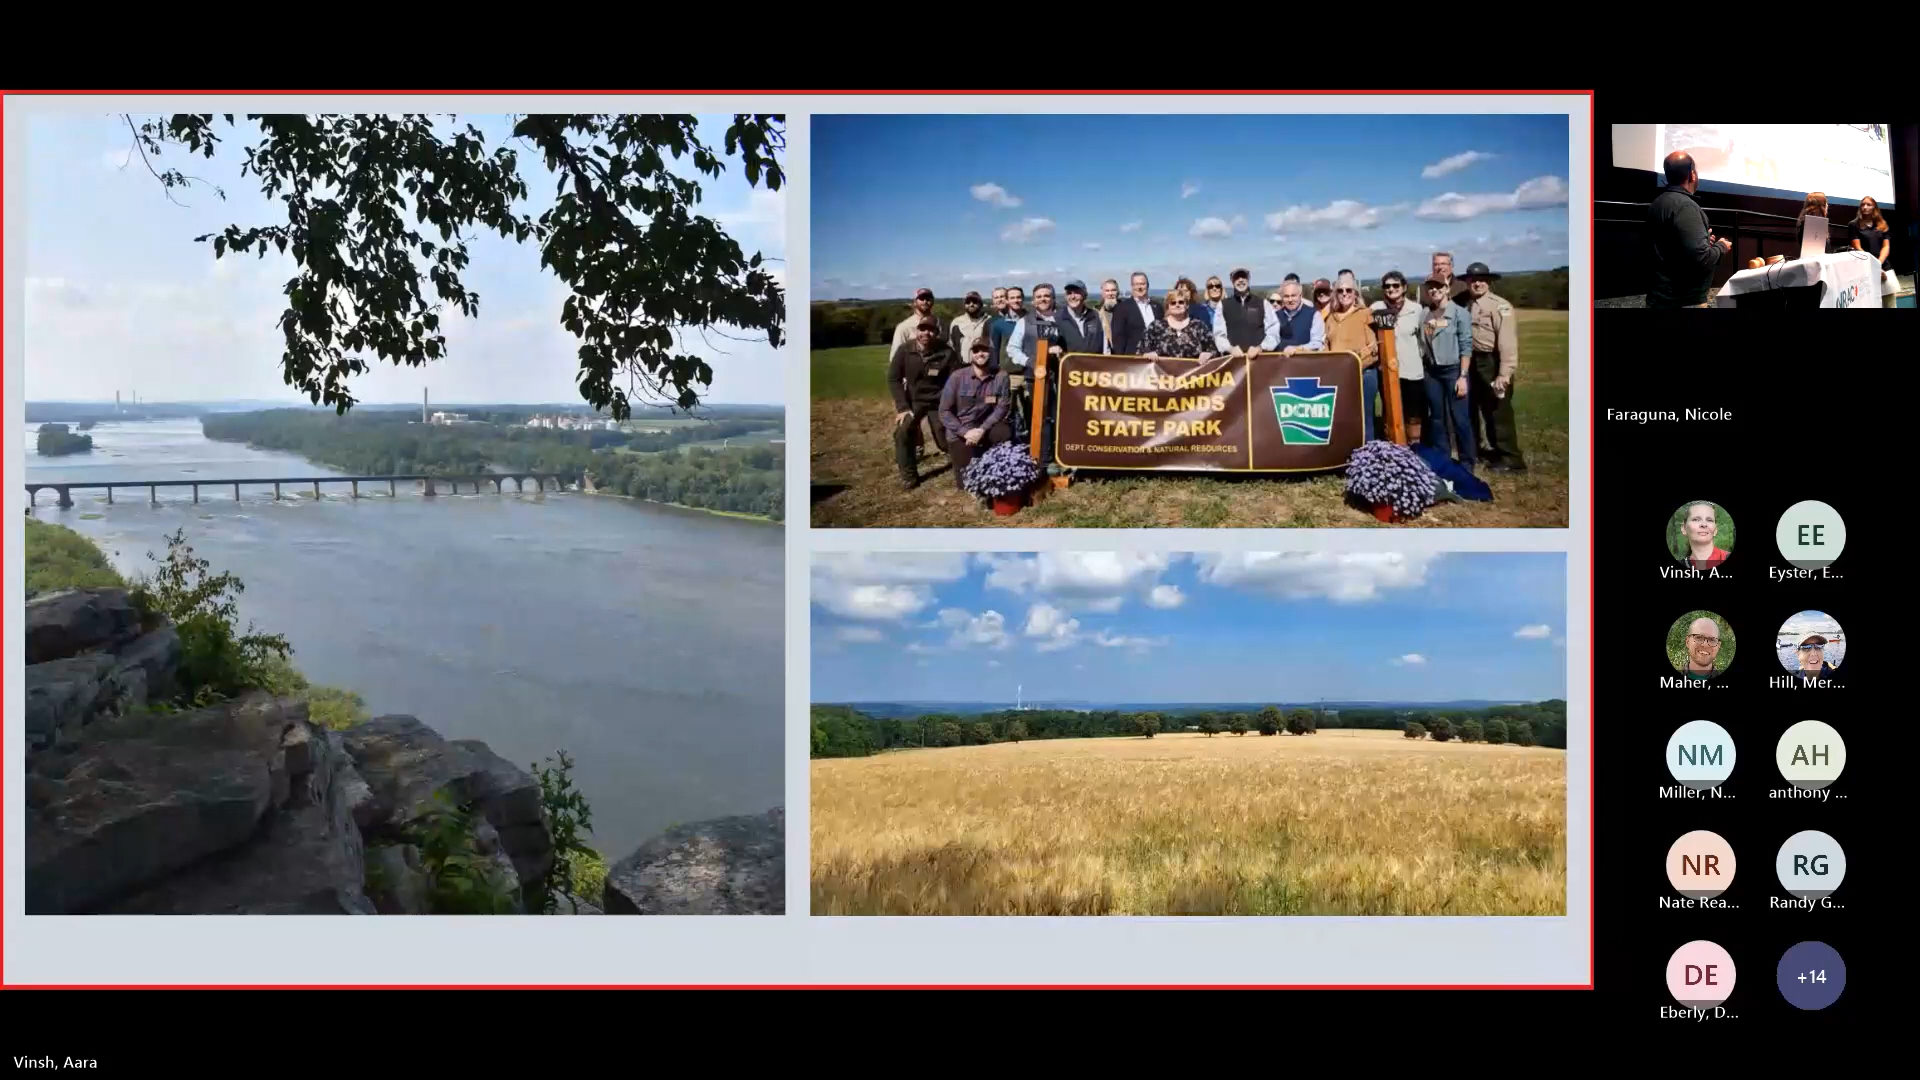 SUSQUEHANNA
RIVERLANDS
STATE PARK
DEPT. CONSERVATION & NATURAL RESOURCES
DCNR
Faraguna, Nicole
Vinsh, A...
EE
Eyster, E...
Maher, ...
Hill, Mer...
NM
Miller, N...
AH
anthony ...
NR
Nate Rea...
RG
Randy G...
DE
Eberly, D...
+14
Vinsh, Aara